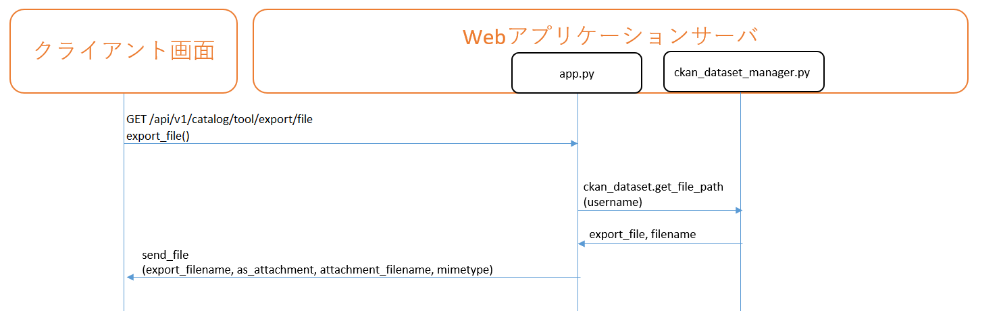 クライアント画面
Webアプリケーションサーバ
app.py
ckan_dataset_manager.py
GET /api/v1/catalog/tool/export/file
export_file()
ckan_dataset.get_file_path
(username)
export_file, filename
send_file
(export_filename, as_attachment, attachment_filename, mimetype)